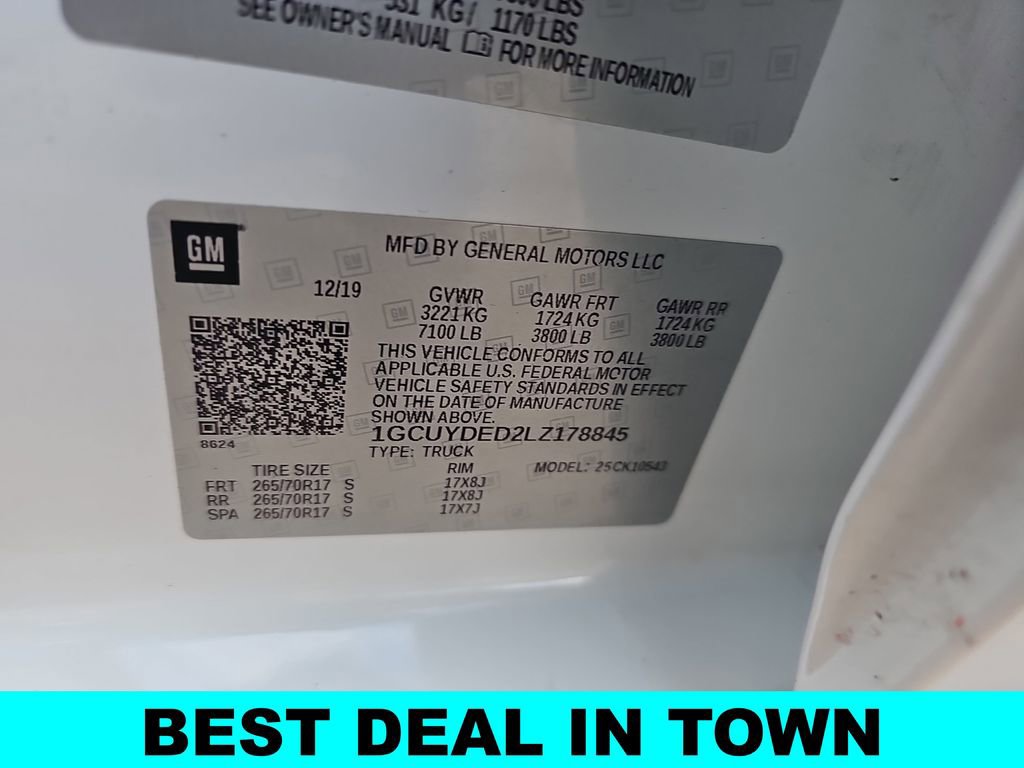 531 KG/ 1170 LBS
SEE OWNER'S MANUAL FOR MORE INFORMATION
GM
MFD BY GENERAL MOTORS LLC
12/19 GVWR GAWR FRT GAWR RR
3221 KG 1724 KG 1724 KG
7100 LB 3800 LB 3800 LB
THIS VEHICLE CONFORMS TO ALL
APPLICABLE U.S. FEDERAL MOTOR
VEHICLE SAFETY STANDARDS IN EFFECT
ON THE DATE OF MANUFACTURE
SHOWN ABOVE.
8624
1GCUYDED2LZ178845
TYPE: TRUCK
TIRE SIZE RIM MODEL: 25CK10543
FRT 265/70R17 S 17X8J
RR 265/70R17 S 17X8J
SPA 265/70R17 S 17X7J
BEST DEAL IN TOWN